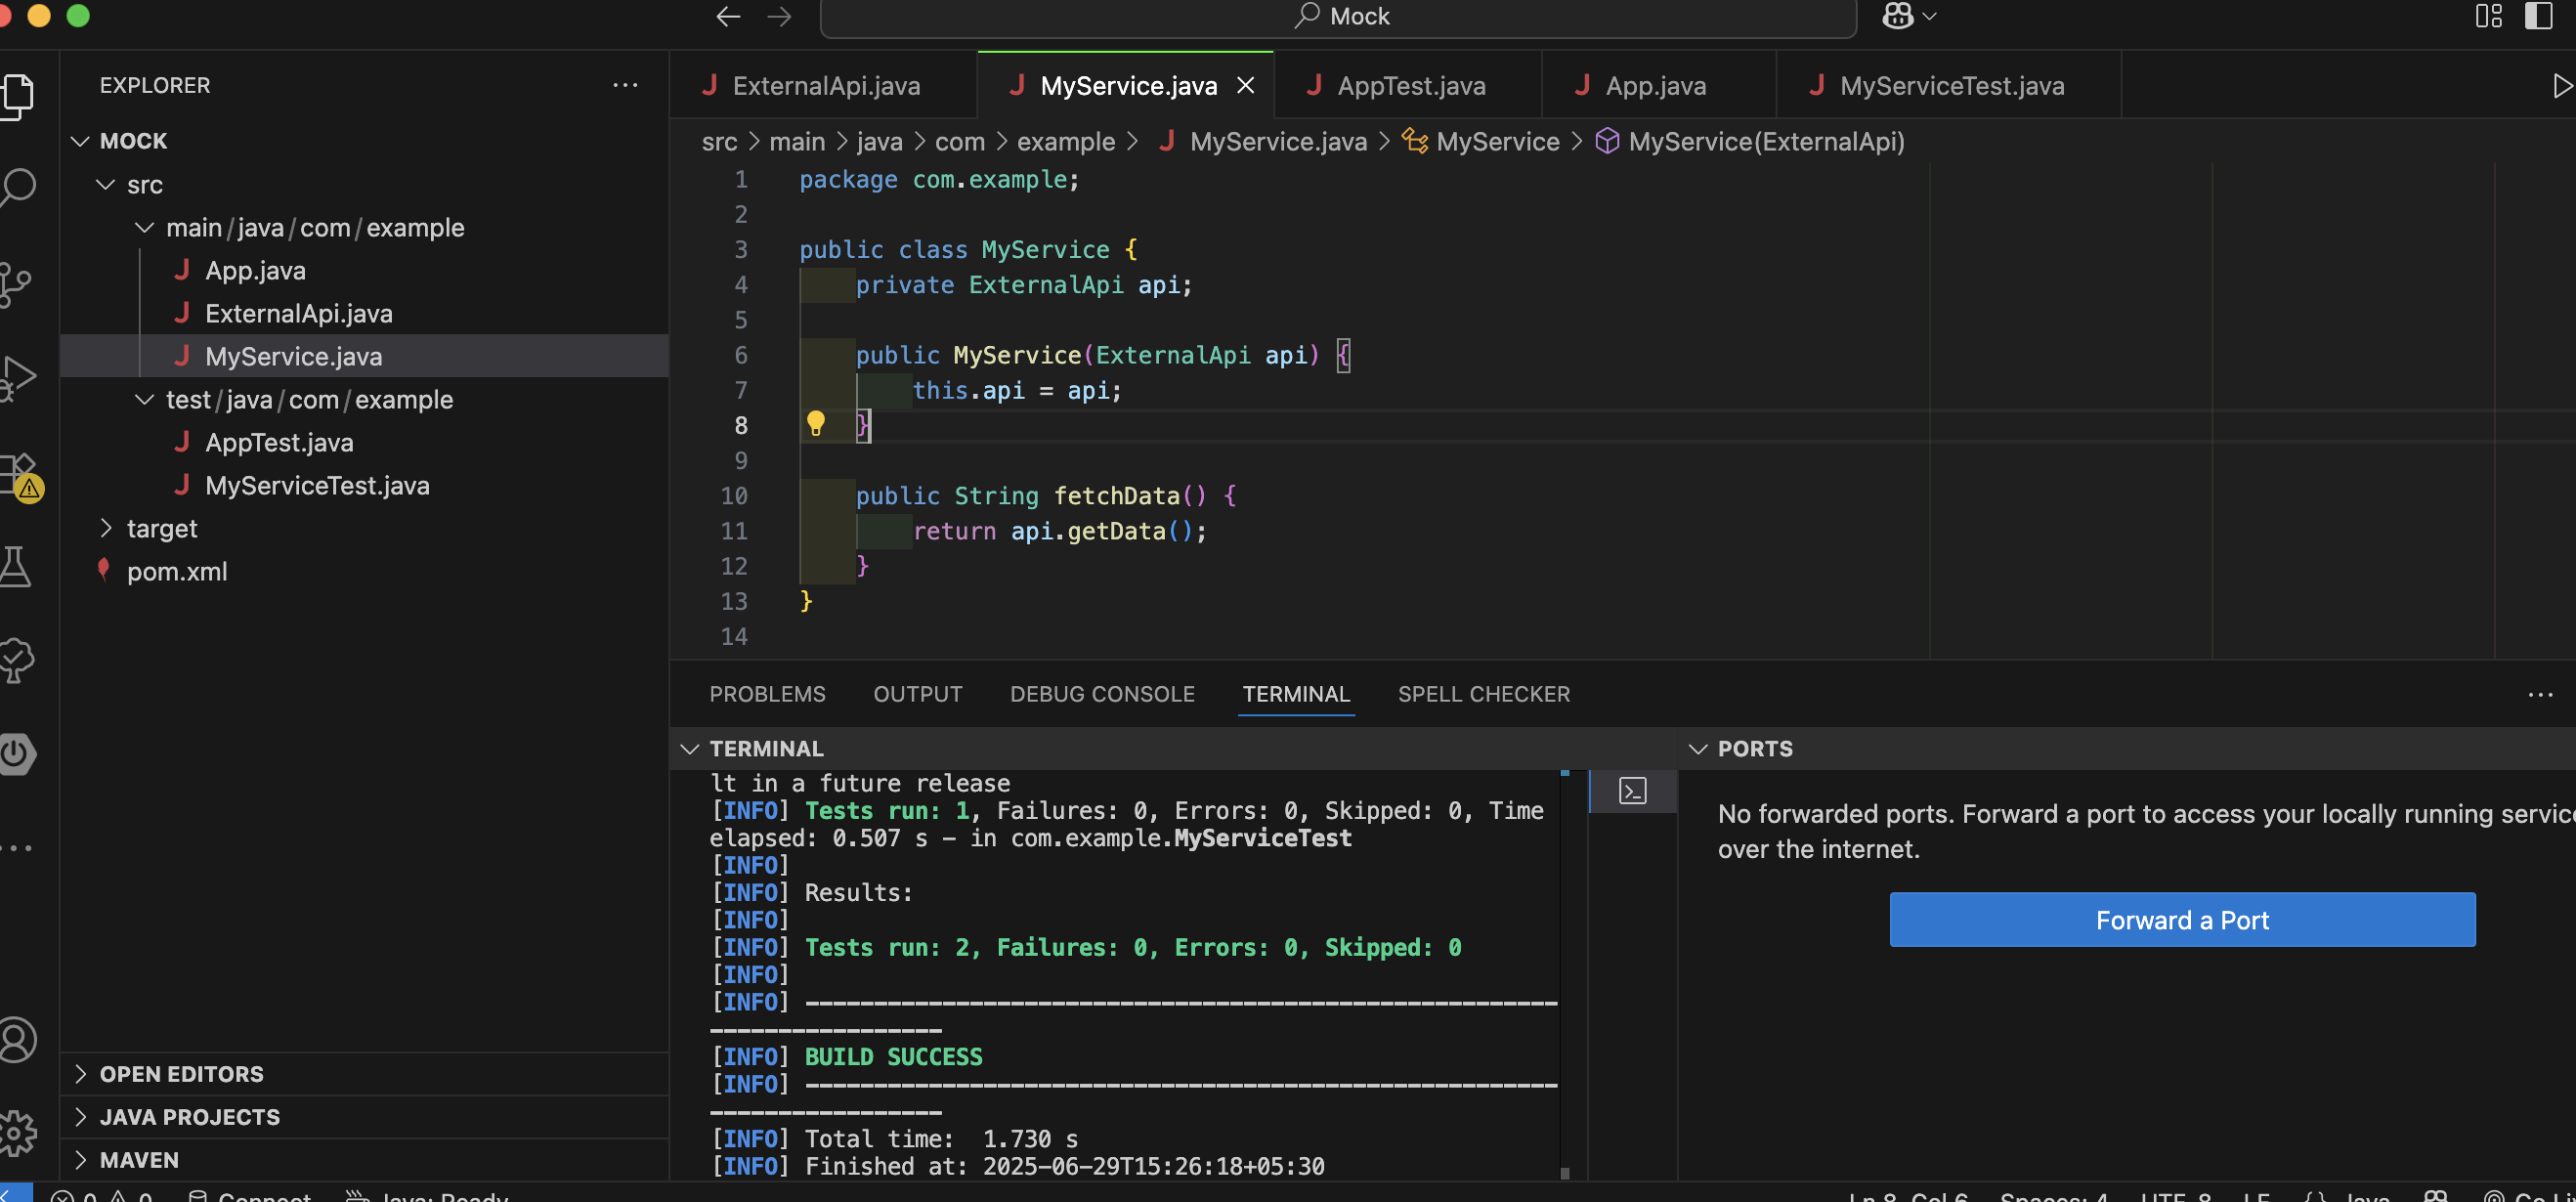 Mock
EXPLORER
MOCK
src
main/java/com/example
App.java
ExternalApi.java
MyService.java
test/java/com/example
AppTest.java
MyServiceTest.java
target
pom.xml
OPEN EDITORS
JAVA PROJECTS
MAVEN
ExternalApi.java
MyService.java
AppTest.java
App.java
MyServiceTest.java
src > main > java > com > example > MyService.java > MyService > MyService(ExternalApi)
1 package com.example;
2
3 public class MyService {
4 private ExternalApi api;
5
6 public MyService(ExternalApi api) {
7 this.api = api;
8 }
9
10 public String fetchData() {
11 return api.getData();
12 }
13 }
14
PROBLEMS OUTPUT DEBUG CONSOLE TERMINAL SPELL CHECKER
TERMINAL
lt in a future release
[INFO] Tests run: 1, Failures: 0, Errors: 0, Skipped: 0, Time
elapsed: 0.507 s - in com.example.MyServiceTest
[INFO]
[INFO] Results:
[INFO]
[INFO] Tests run: 2, Failures: 0, Errors: 0, Skipped: 0
[INFO]
[INFO] -------------------------------------------------------
-----------------
[INFO] BUILD SUCCESS
[INFO] -------------------------------------------------------
-----------------
[INFO] Total time:  1.730 s
[INFO] Finished at: 2025-06-29T15:26:18+05:30
PORTS
No forwarded ports. Forward a port to access your locally running service
over the internet.
Forward a Port
0 0 Connect Java: Ready
Ln 8, Col 6 Spaces: 4 UTF-8 LF {} Java Go Li